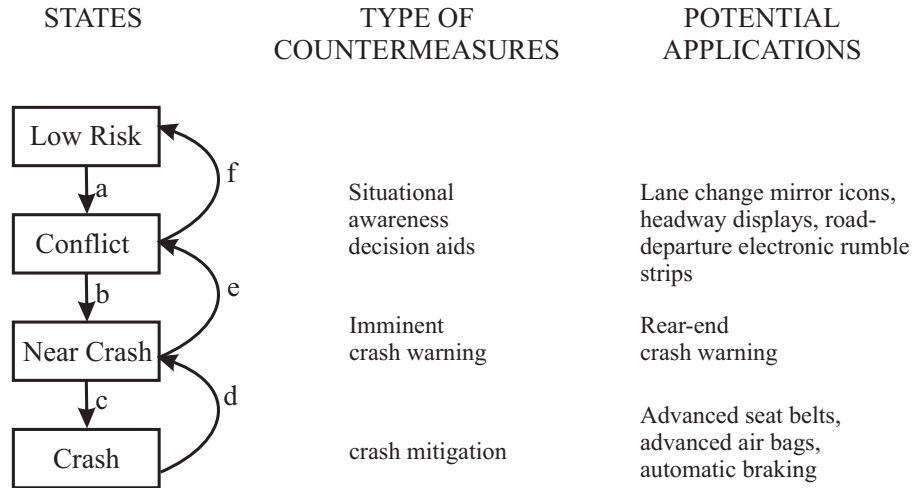 STATES
TYPE OF
COUNTERMEASURES
POTENTIAL
APPLICATIONS
Low Risk
a
f
Conflict
Situational
awareness
decision aids
Lane change mirror icons,
headway displays, road-
departure electronic rumble
strips
b
e
Near Crash
Imminent
crash warning
Rear-end
crash warning
c
d
Crash
crash mitigation
Advanced seat belts,
advanced air bags,
automatic braking